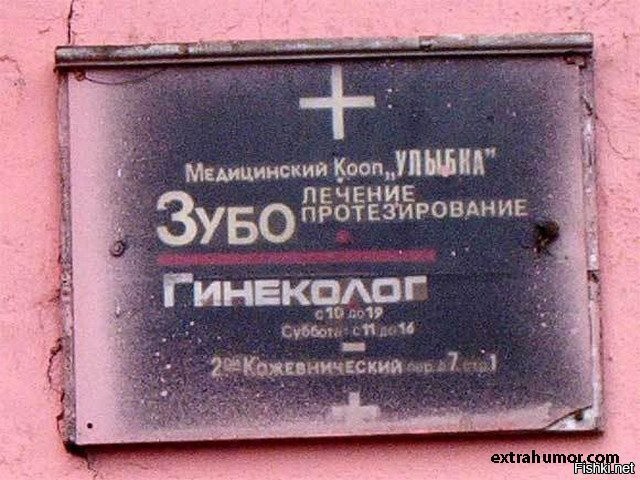 Медицинский Кооп. „УЛЫБКА"
ЗУБО ЛЕЧЕНИЕ
ПРОТЕЗИРОВАНИЕ
ГИНЕКОЛОГ
с 10 до 19
Суббота: с 11 до 16
2ой Кожевнический пер. д 7, стр. 1
extrahumor.com
Fishki.net